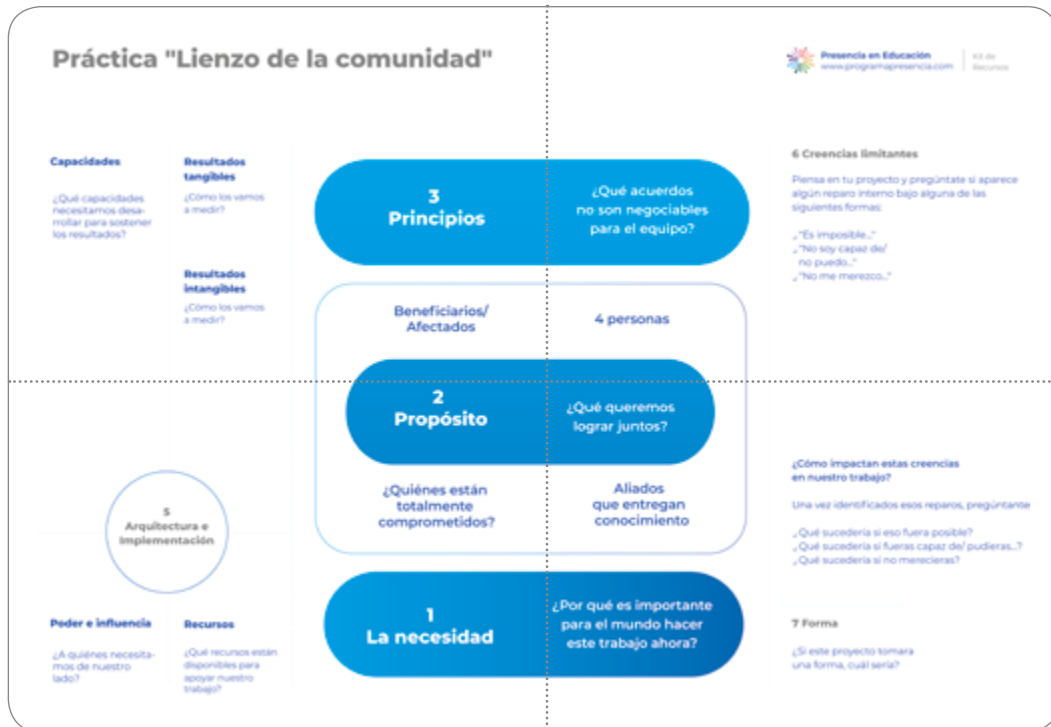 Práctica "Lienzo de la comunidad"
Presencia en Educación
www.programapresencia.com
Kit de
Recursos
Capacidades
¿Qué capacidades
necesitamos desa-
rrollar para sostener
los resultados?
Resultados
tangibles
¿Cómo los vamos
a medir?
Resultados
intangibles
¿Cómo los vamos
a medir?
3
Principios
¿Qué acuerdos
no son negociables
para el equipo?
Beneficiarios/
Afectados
4 personas
2
Propósito
¿Qué queremos
lograr juntos?
¿Quiénes están
totalmente
comprometidos?
Aliados
que entregan
conocimiento
1
La necesidad
¿Por qué es importante
para el mundo hacer
este trabajo ahora?
5
Arquitectura e
Implementación
Poder e influencia
¿A quiénes necesita-
mos de nuestro
lado?
Recursos
¿Qué recursos están
disponibles para
apoyar nuestro
trabajo?
6 Creencias limitantes
Piensa en tu proyecto y pregúntate si aparece
algún reparo interno bajo alguna de las
siguientes formas:
„"Es imposible..."
„"No soy capaz de/
no puedo..."
„"No me merezco..."
¿Cómo impactan estas creencias
en nuestro trabajo?
Una vez identificados esos reparos, pregúntante
„¿Qué sucedería si eso fuera posible?
„¿Qué sucedería si fueras capaz de/ pudieras...?
„¿Qué sucedería si no merecieras?
7 Forma
¿Si este proyecto tomara
una forma, cuál sería?